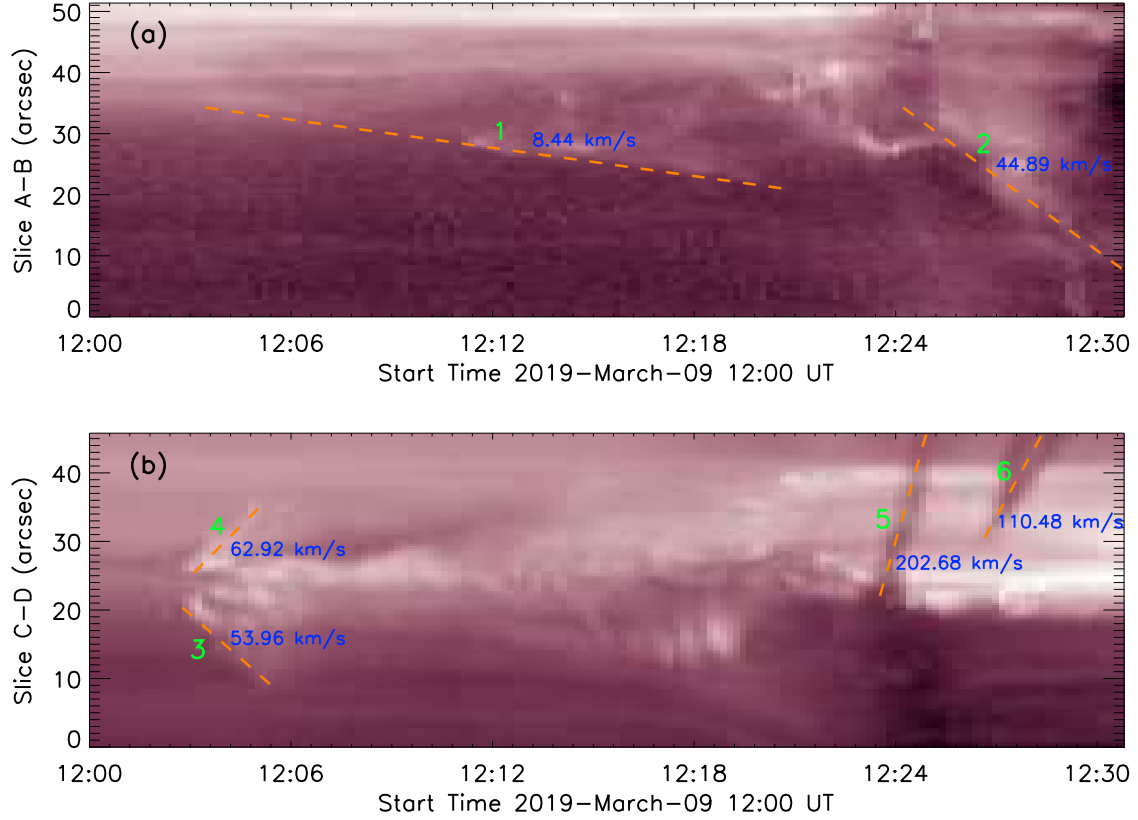 (a)
50
40
30
20
10
0
Slice A−B (arcsec)
1
8.44 km/s
2
44.89 km/s
12:00 12:06 12:12 12:18 12:24 12:30
Start Time 2019−March−09 12:00 UT
(b)
40
30
20
10
0
Slice C−D (arcsec)
4
62.92 km/s
3
53.96 km/s
5
202.68 km/s
6
110.48 km/s
12:00 12:06 12:12 12:18 12:24 12:30
Start Time 2019−March−09 12:00 UT